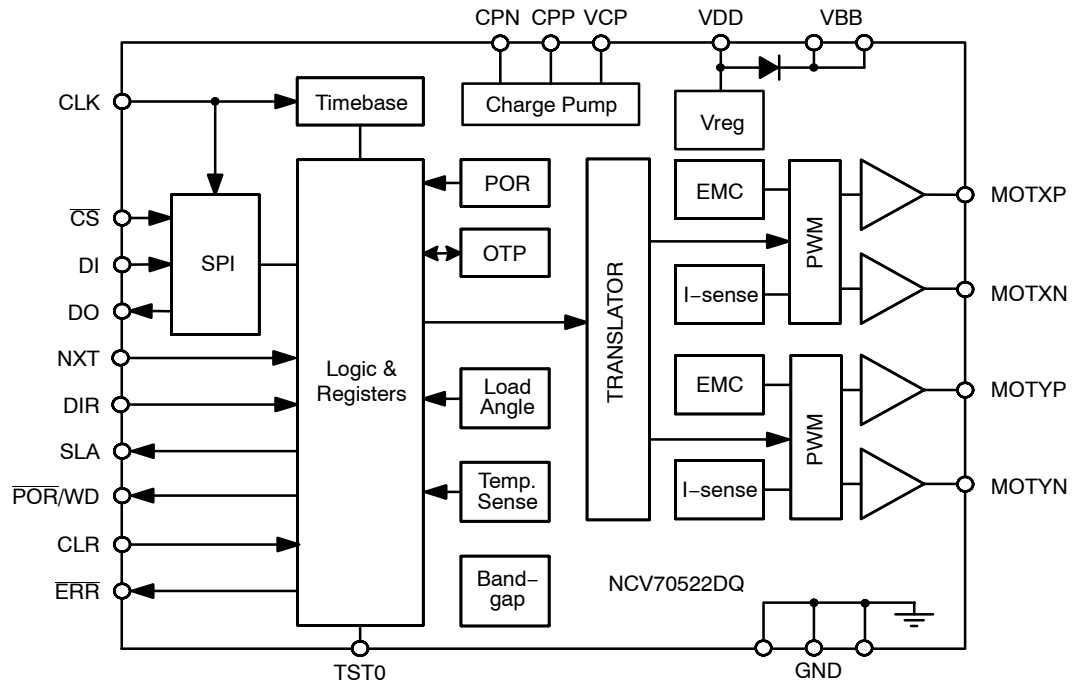 CPN CPP VCP VDD VBB
CLK
Timebase
Charge Pump
Vreg
POR
EMC
MOTXP
CS
SPI
DI
OTP
TRANSLATOR
PWM
I-sense
MOTXN
DO
NXT
Logic &
Registers
Load
Angle
EMC
MOTYP
DIR
PWM
SLA
POR/WD
Temp.
Sense
I-sense
MOTYN
CLR
ERR
Band-
gap
NCV70522DQ
TST0
GND